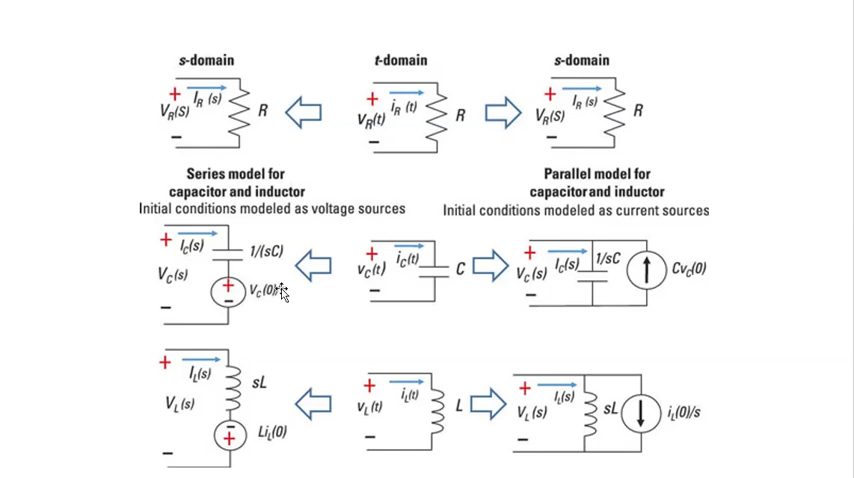 s-domain
t-domain
s-domain
+ I_R (s)
V_R(S)
R
−
+ i_R (t)
V_R(t)
R
−
+ I_R (s)
V_R(S)
R
−
Series model for
capacitor and inductor
Initial conditions modeled as voltage sources
Parallel model for
capacitor and inductor
Initial conditions modeled as current sources
+ I_C(s)
1/(sC)
V_C(s)
+
−
V_C(0)
−
+ i_C(t)
v_C(t)
C
−
+ I_C(s)
1/sC
V_C(s)
Cv_C(0)
−
+ I_L(s)
sL
V_L(s)
−
+
Li_L(0)
−
+ i_L(t)
v_L(t)
L
−
+ I_L(s)
V_L(s)
sL
i_L(0)/s
−